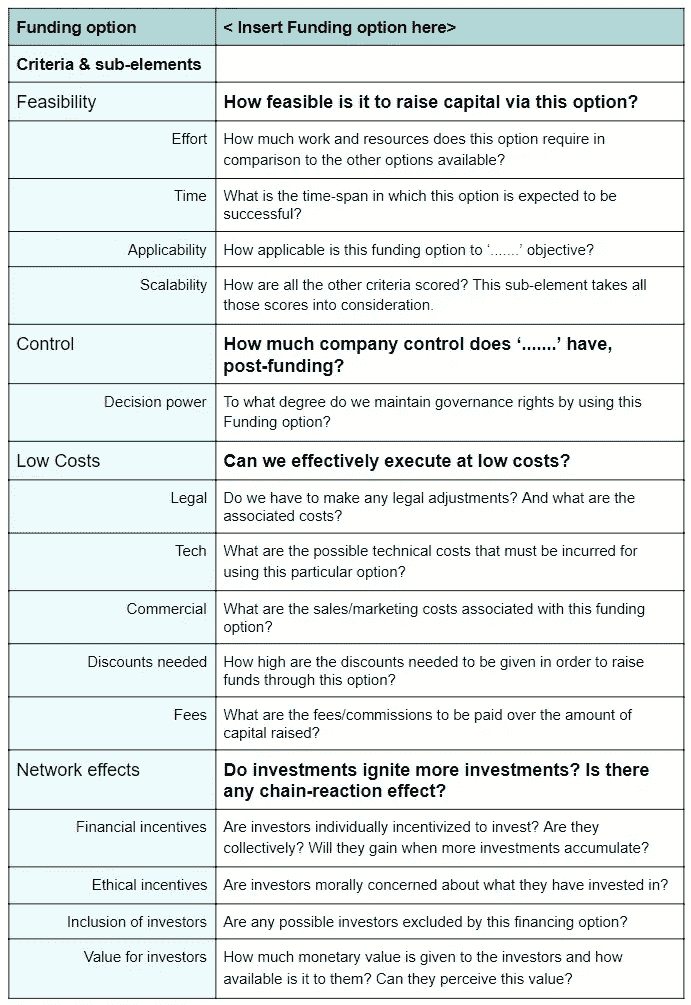 Funding option < Insert Funding option here>
Criteria & sub-elements
Feasibility How feasible is it to raise capital via this option?
Effort How much work and resources does this option require in
comparison to the other options available?
Time What is the time-span in which this option is expected to be
successful?
Applicability How applicable is this funding option to ‘.......’ objective?
Scalability How are all the other criteria scored? This sub-element takes all
those scores into consideration.
Control How much company control does ‘.......’ have,
post-funding?
Decision power To what degree do we maintain governance rights by using this
Funding option?
Low Costs Can we effectively execute at low costs?
Legal Do we have to make any legal adjustments? And what are the
associated costs?
Tech What are the possible technical costs that must be incurred for
using this particular option?
Commercial What are the sales/marketing costs associated with this funding
option?
Discounts needed How high are the discounts needed to be given in order to raise
funds through this option?
Fees What are the fees/commissions to be paid over the amount of
capital raised?
Network effects Do investments ignite more investments? Is there
any chain-reaction effect?
Financial incentives Are investors individually incentivized to invest? Are they
collectively? Will they gain when more investments accumulate?
Ethical incentives Are investors morally concerned about what they have invested in?
Inclusion of investors Are any possible investors excluded by this financing option?
Value for investors How much monetary value is given to the investors and how
available is it to them? Can they perceive this value?